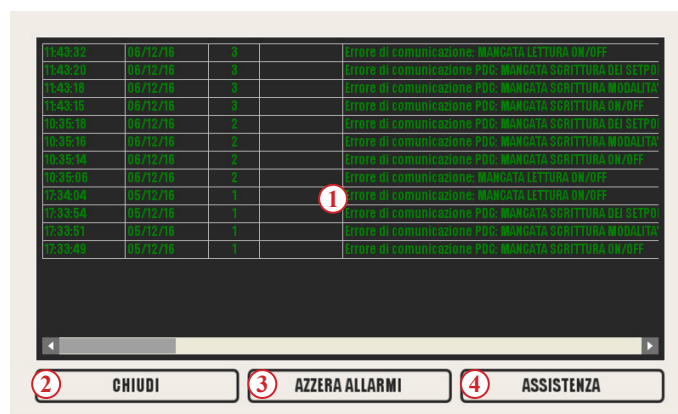 11:43:32 06/12/16 3 Errore di comunicazione: MANCATA LETTURA ON/OFF
11:43:20 06/12/16 3 Errore di comunicazione PDC: MANCATA SCRITTURA DEI SETPOI
11:43:18 06/12/16 3 Errore di comunicazione PDC: MANCATA SCRITTURA MODALITA'
11:43:15 06/12/16 3 Errore di comunicazione PDC: MANCATA SCRITTURA ON/OFF
10:35:18 06/12/16 2 Errore di comunicazione PDC: MANCATA SCRITTURA DEI SETPOI
10:35:16 06/12/16 2 Errore di comunicazione PDC: MANCATA SCRITTURA MODALITA'
10:35:14 06/12/16 2 Errore di comunicazione PDC: MANCATA SCRITTURA ON/OFF
10:35:06 06/12/16 2 Errore di comunicazione: MANCATA LETTURA ON/OFF
17:34:04 05/12/16 1 Errore di comunicazione: MANCATA LETTURA ON/OFF
1
17:33:54 05/12/16 1 Errore di comunicazione PDC: MANCATA SCRITTURA DEI SETPOI
17:33:51 05/12/16 1 Errore di comunicazione PDC: MANCATA SCRITTURA MODALITA'
17:33:49 05/12/16 1 Errore di comunicazione PDC: MANCATA SCRITTURA ON/OFF
2 CHIUDI 3 AZZERA ALLARMI 4 ASSISTENZA